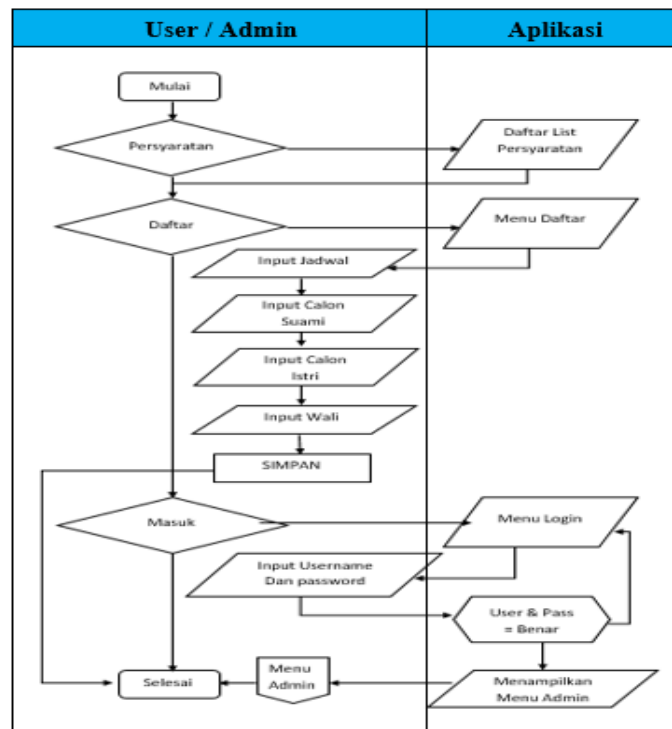 User / Admin
Aplikasi
Mulai
Persyaratan
Daftar List
Persyaratan
Daftar
Menu Daftar
Input Jadwal
Input Calon
Suami
Input Calon
Istri
Input Wali
SIMPAN
Masuk
Menu Login
Input Username
Dan password
User & Pass
= Benar
Selesai
Menu
Admin
Menampilkan
Menu Admin